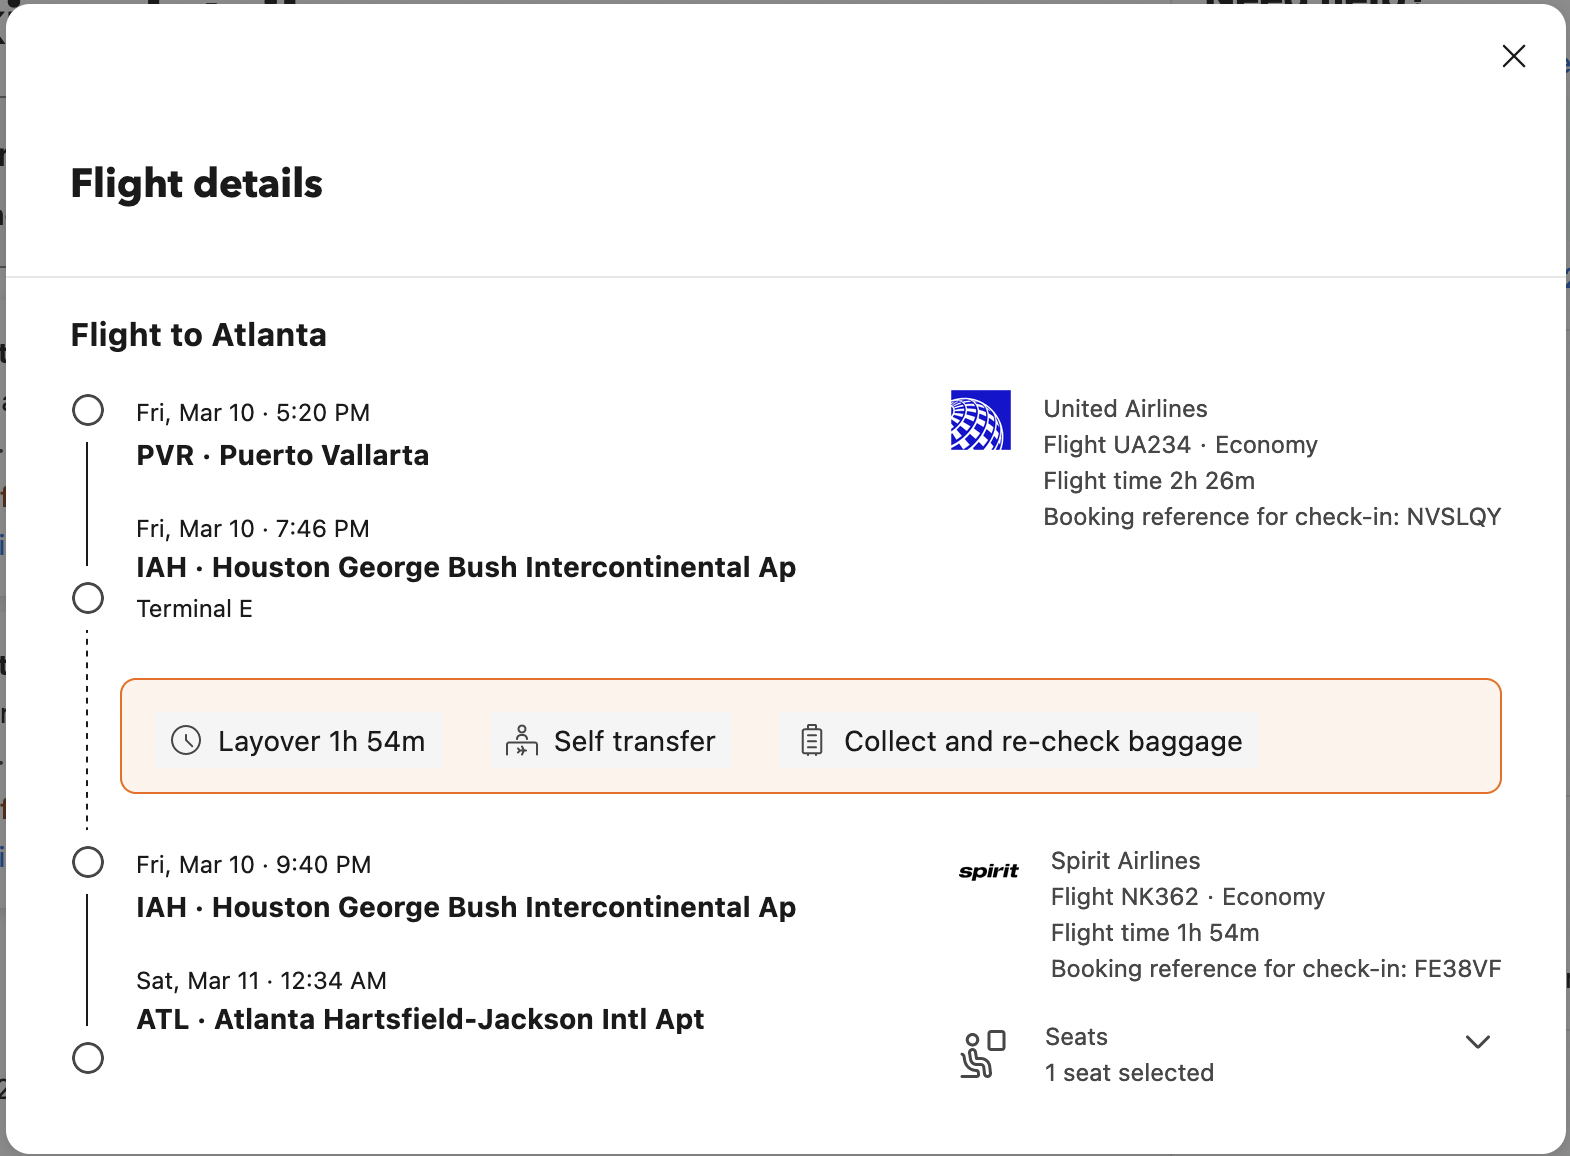 Flight details
Flight to Atlanta
Fri, Mar 10 · 5:20 PM
PVR · Puerto Vallarta
Fri, Mar 10 · 7:46 PM
IAH · Houston George Bush Intercontinental Ap
Terminal E
United Airlines
Flight UA234 · Economy
Flight time 2h 26m
Booking reference for check-in: NVSLQY
Layover 1h 54m
Self transfer
Collect and re-check baggage
Fri, Mar 10 · 9:40 PM
IAH · Houston George Bush Intercontinental Ap
Sat, Mar 11 · 12:34 AM
ATL · Atlanta Hartsfield-Jackson Intl Apt
spirit
Spirit Airlines
Flight NK362 · Economy
Flight time 1h 54m
Booking reference for check-in: FE38VF
Seats
1 seat selected